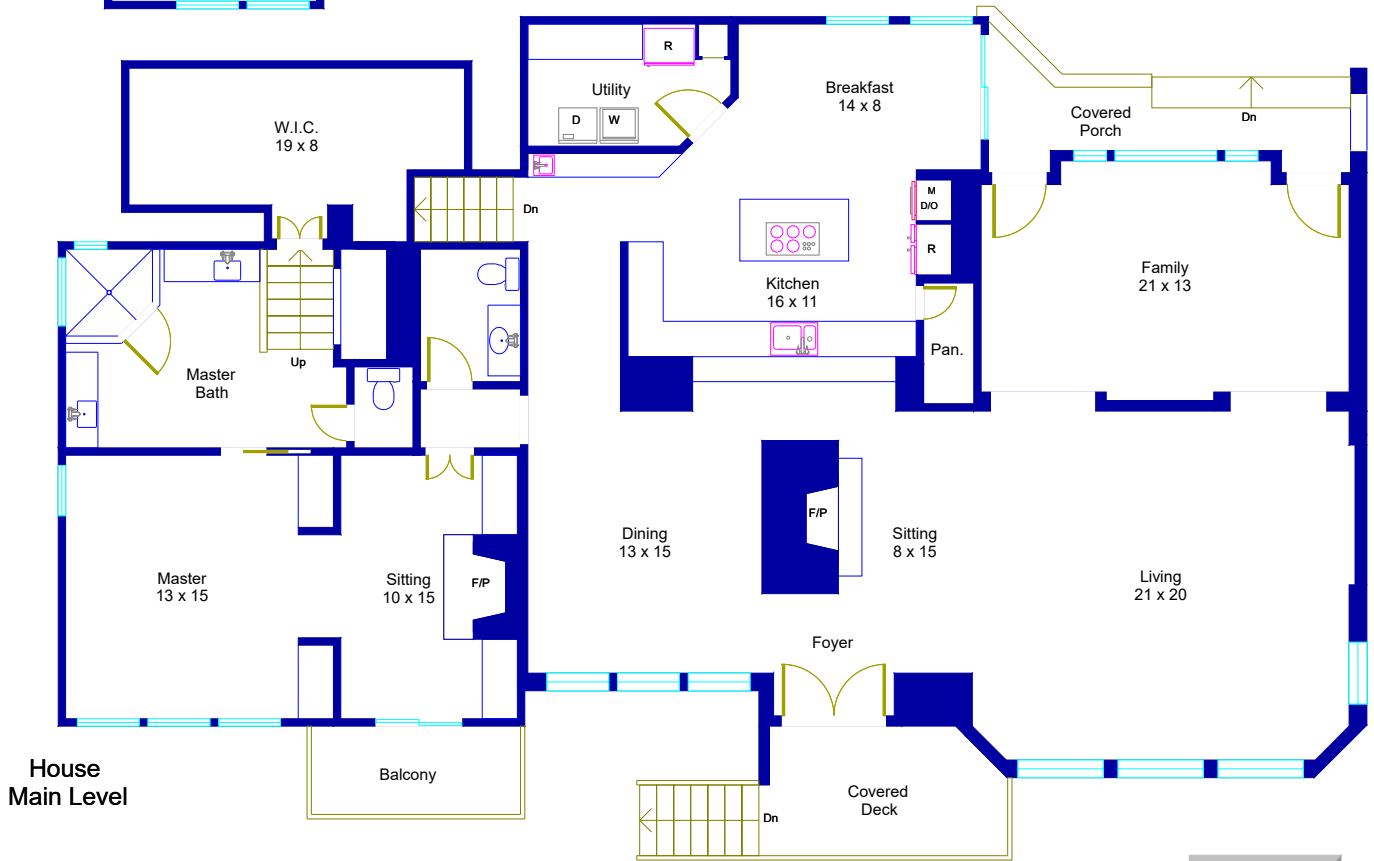 R
Utility
D
W
Breakfast
14 x 8
Covered
Porch
Dn
W.I.C.
19 x 8
Dn
M
D/O
R
Kitchen
16 x 11
Family
21 x 13
Pan.
Up
Master
Bath
F/P
Dining
13 x 15
Sitting
8 x 15
Living
21 x 20
Master
13 x 15
Sitting
10 x 15
F/P
Foyer
Balcony
House
Main Level
Covered
Deck
Dn